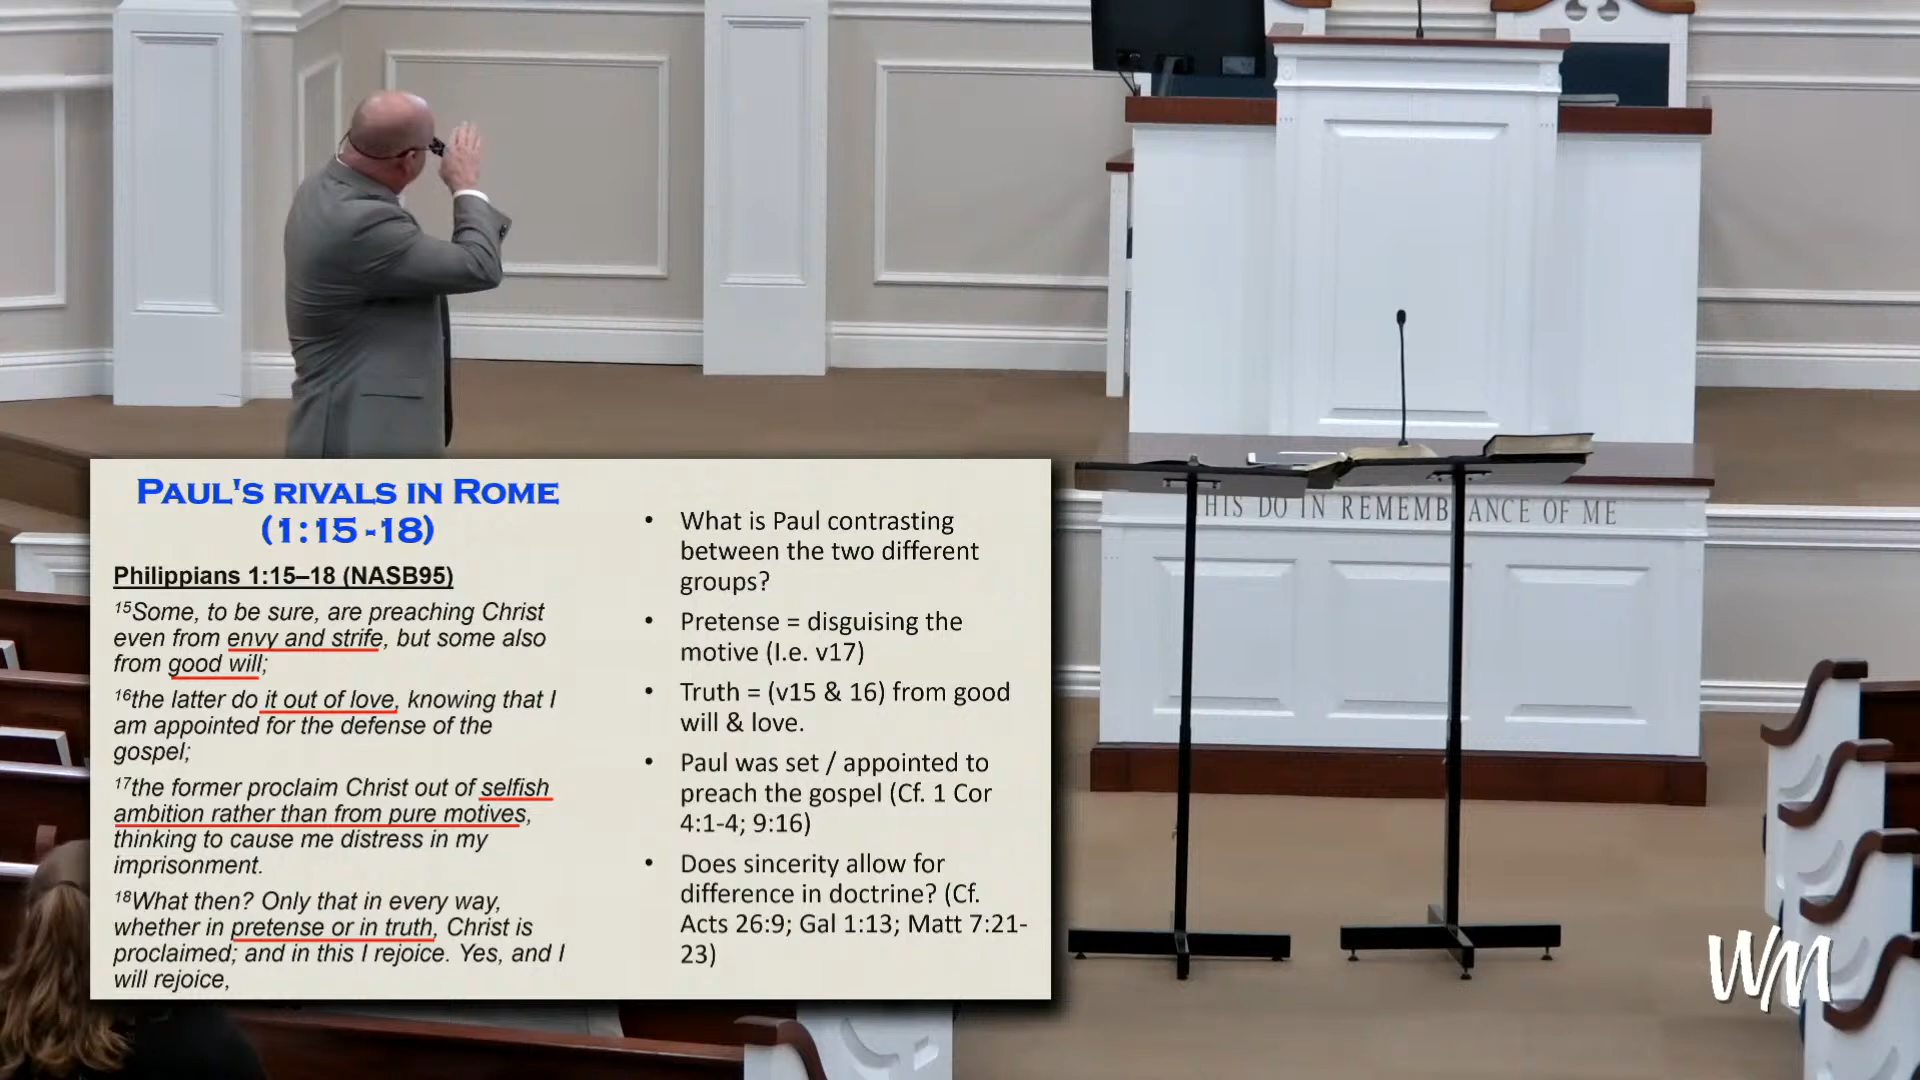 PAUL'S RIVALS IN ROME
(1:15-18)
Philippians 1:15–18 (NASB95)
15Some, to be sure, are preaching Christ
even from envy and strife, but some also
from good will;
16the latter do it out of love, knowing that I
am appointed for the defense of the
gospel;
17the former proclaim Christ out of selfish
ambition rather than from pure motives,
thinking to cause me distress in my
imprisonment.
18What then? Only that in every way,
whether in pretense or in truth, Christ is
proclaimed; and in this I rejoice. Yes, and I
will rejoice,
• What is Paul contrasting
between the two different
groups?
• Pretense = disguising the
motive (I.e. v17)
• Truth = (v15 & 16) from good
will & love.
• Paul was set / appointed to
preach the gospel (Cf. 1 Cor
4:1-4; 9:16)
• Does sincerity allow for
difference in doctrine? (Cf.
Acts 26:9; Gal 1:13; Matt 7:21-
23)
THIS DO IN REMEMBRANCE OF ME
WM